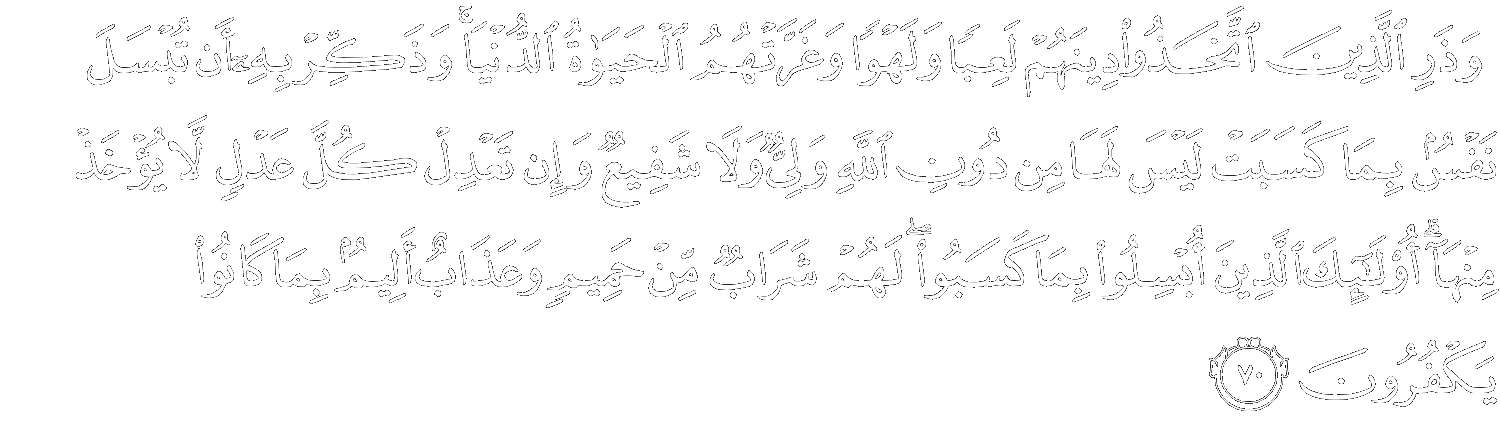 وَذَرِ ٱلَّذِينَ ٱتَّخَذُوا۟ دِينَهُمْ لَعِبًا وَلَهْوًا وَغَرَّتْهُمُ ٱلْحَيَوٰةُ ٱلدُّنْيَا ۚ وَذَكِّرْ بِهِۦٓ أَن تُبْسَلَ
نَفْسٌۢ بِمَا كَسَبَتْ لَيْسَ لَهَا مِن دُونِ ٱللَّهِ وَلِىٌّ وَلَا شَفِيعٌ وَإِن تَعْدِلْ كُلَّ عَدْلٍ لَّا يُؤْخَذْ
مِنْهَآ ۗ أُو۟لَـٰٓئِكَ ٱلَّذِينَ أُبْسِلُوا۟ بِمَا كَسَبُوا۟ ۖ لَهُمْ شَرَابٌ مِّنْ حَمِيمٍ وَعَذَابٌ أَلِيمٌۢ بِمَا كَانُوا۟
يَكْفُرُونَ ٧٠